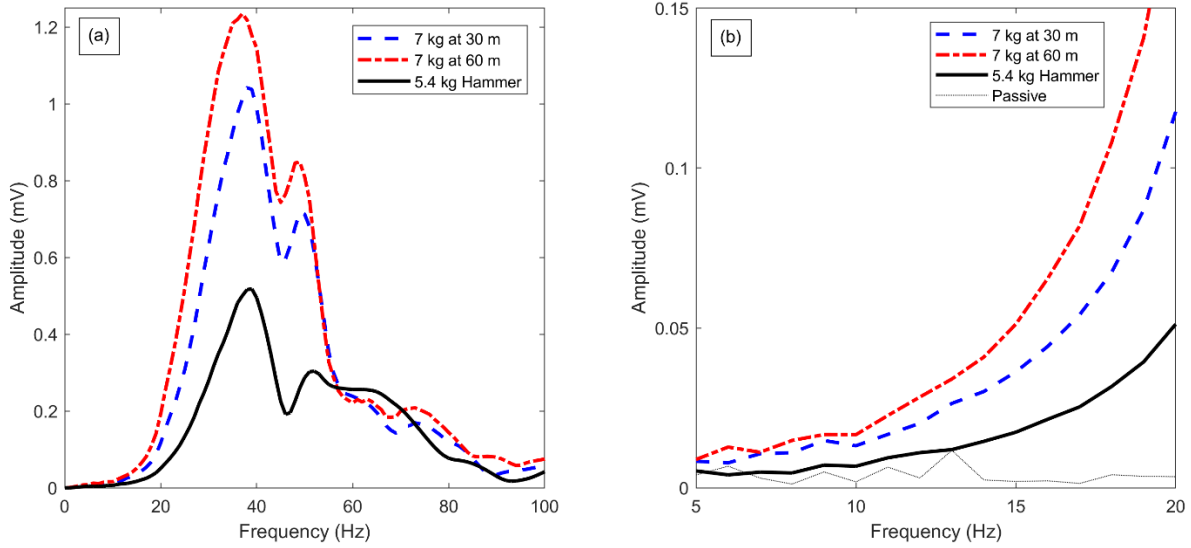 (a)
7 kg at 30 m
7 kg at 60 m
5.4 kg Hammer
Amplitude (mV)
1.2
1
0.8
0.6
0.4
0.2
0
0 20 40 60 80 100
Frequency (Hz)
(b)
7 kg at 30 m
7 kg at 60 m
5.4 kg Hammer
Passive
Amplitude (mV)
0.15
0.1
0.05
0
5 10 15 20
Frequency (Hz)